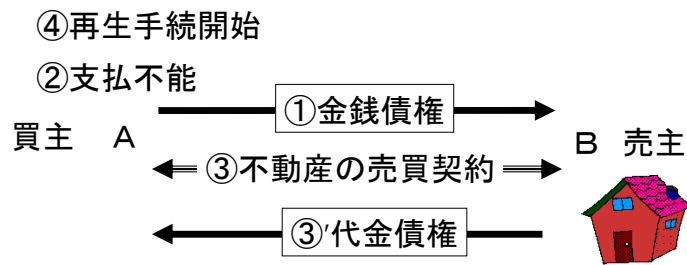 ④再生手続開始
②支払不能
①金銭債権
買主 A
B 売主
③不動産の売買契約
③'代金債権